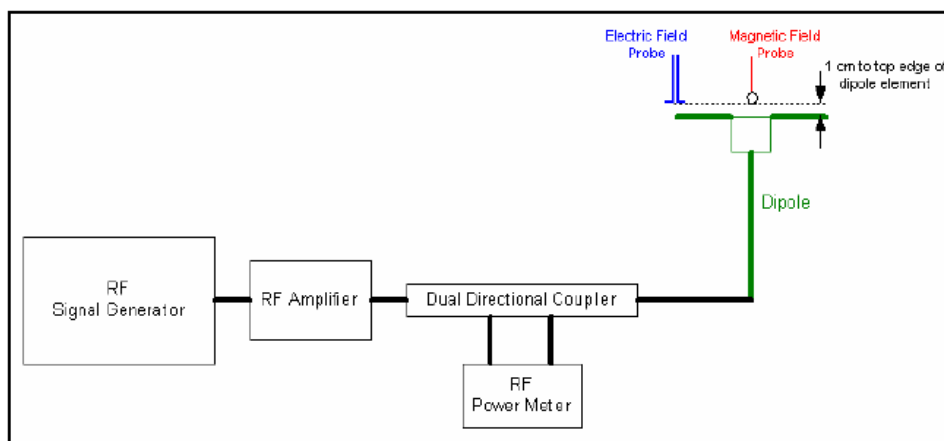 Electric Field
Probe
Magnetic Field
Probe
1 cm to top edge of
dipole element
Dipole
RF
Signal Generator
RF Amplifier
Dual Directional Coupler
RF
Power Meter